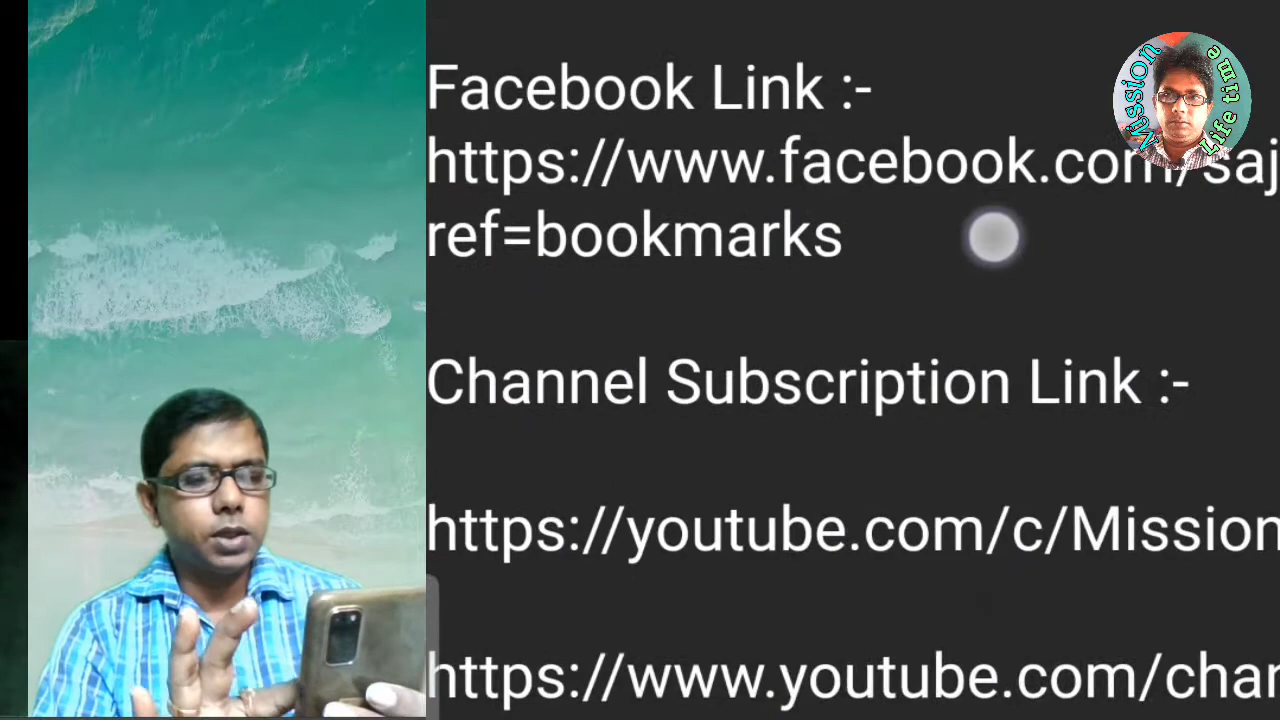 Facebook Link :-
https://www.facebook.com/saj
ref=bookmarks
Channel Subscription Link :-
https://youtube.com/c/Mission
https://www.youtube.com/chan
Mission
Life time